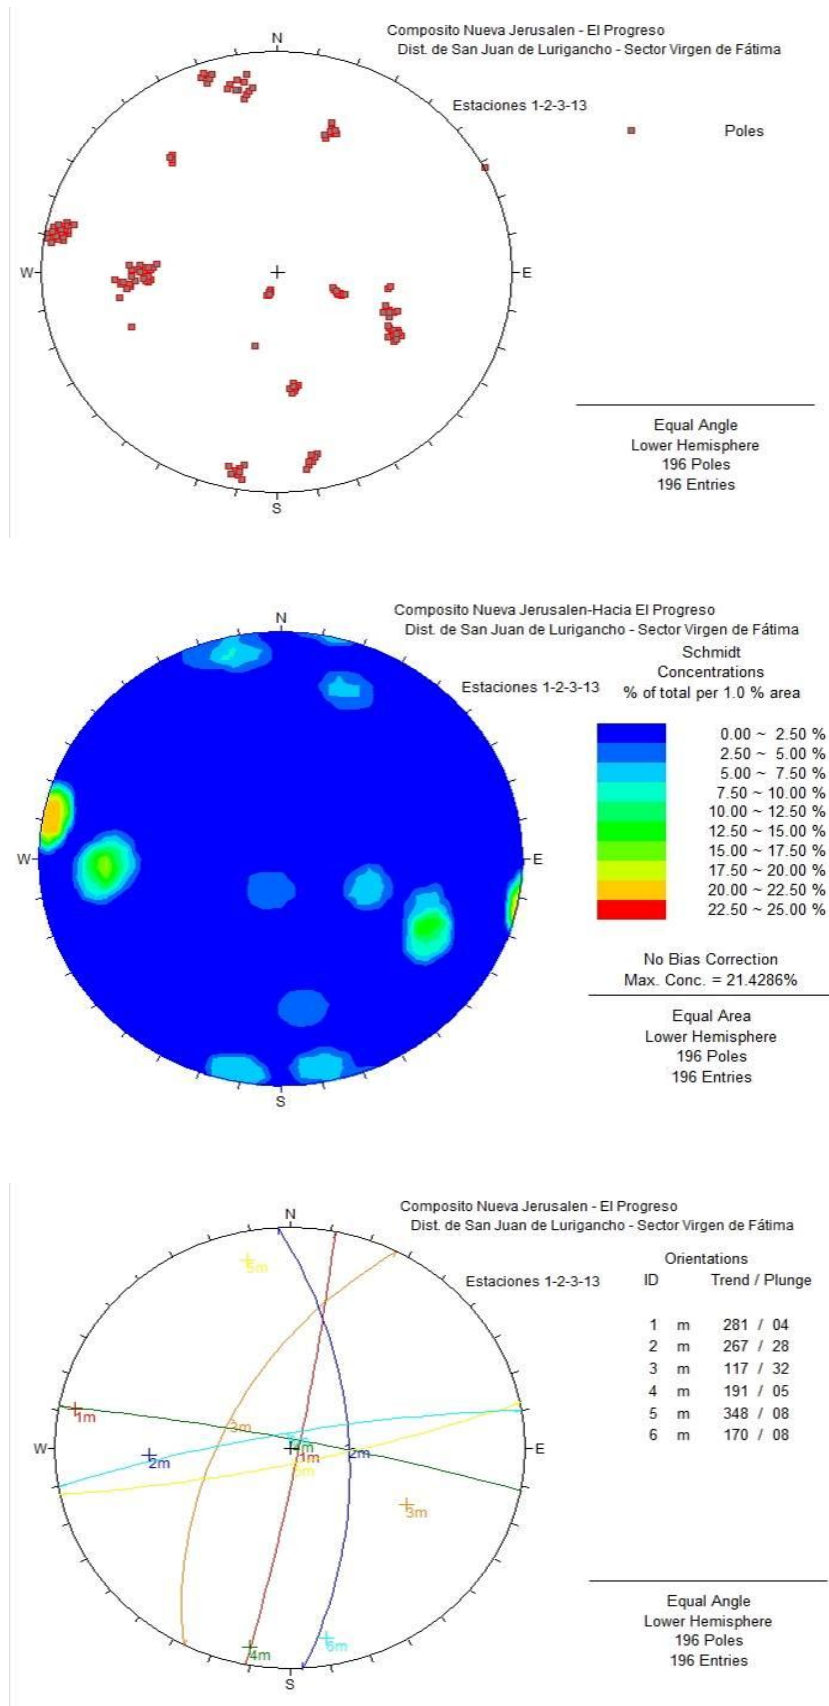 Composito Nueva Jerusalen - El Progreso
Dist. de San Juan de Lurigancho - Sector Virgen de Fátima
N
Estaciones 1-2-3-13
Poles
W
E
S
Equal Angle
Lower Hemisphere
196 Poles
196 Entries
Composito Nueva Jerusalen-Hacia El Progreso
Dist. de San Juan de Lurigancho - Sector Virgen de Fátima
N
Schmidt
Concentrations
% of total per 1.0 % area
Estaciones 1-2-3-13
0.00 ~ 2.50 %
2.50 ~ 5.00 %
5.00 ~ 7.50 %
7.50 ~ 10.00 %
10.00 ~ 12.50 %
12.50 ~ 15.00 %
15.00 ~ 17.50 %
17.50 ~ 20.00 %
20.00 ~ 22.50 %
22.50 ~ 25.00 %
W
E
S
No Bias Correction
Max. Conc. = 21.4286%
Equal Area
Lower Hemisphere
196 Poles
196 Entries
Composito Nueva Jerusalen - El Progreso
Dist. de San Juan de Lurigancho - Sector Virgen de Fátima
N
Orientations
Estaciones 1-2-3-13
ID Trend / Plunge
1 m 281 / 04
2 m 267 / 28
3 m 117 / 32
4 m 191 / 05
5 m 348 / 08
6 m 170 / 08
5m
1m
3m
W
E
4m
2m
1m
2m
3m
4m
6m
S
Equal Angle
Lower Hemisphere
196 Poles
196 Entries